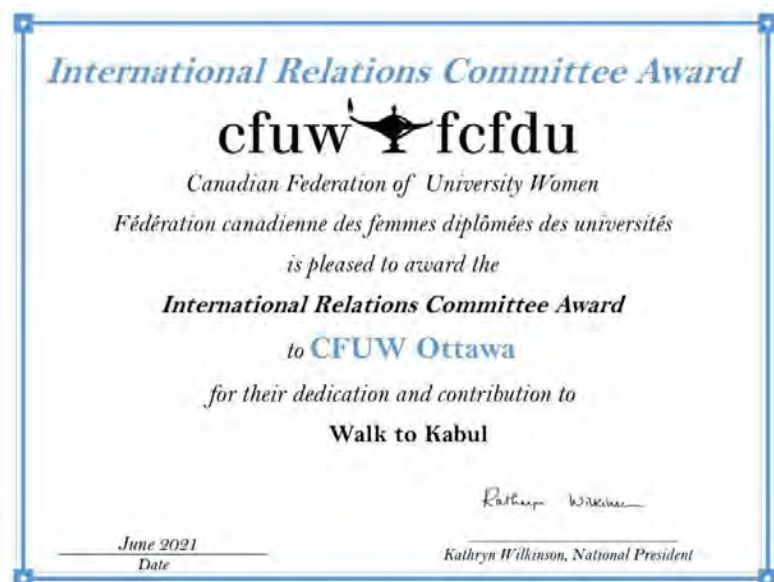 International Relations Committee Award
cfuw fcfdu
Canadian Federation of University Women
Fédération canadienne des femmes diplômées des universités
is pleased to award the
International Relations Committee Award
to CFUW Ottawa
for their dedication and contribution to
Walk to Kabul
Kathryn Wilkinson
June 2021
Date
Kathryn Wilkinson, National President